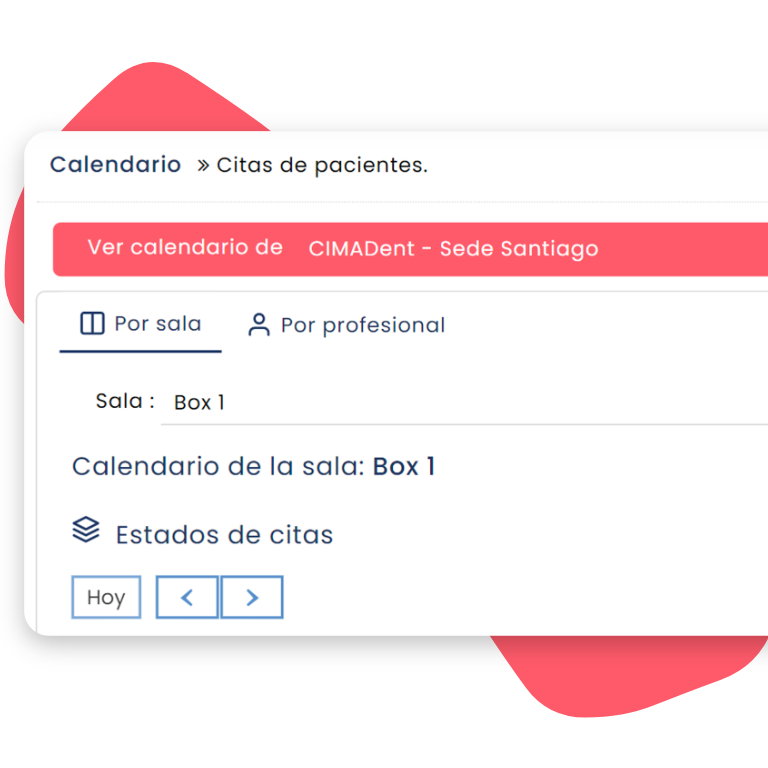 Calendario » Citas de pacientes.
Ver calendario de CIMADent - Sede Santiago
Por sala Por profesional
Sala : Box 1
Calendario de la sala: Box 1
Estados de citas
Hoy < >